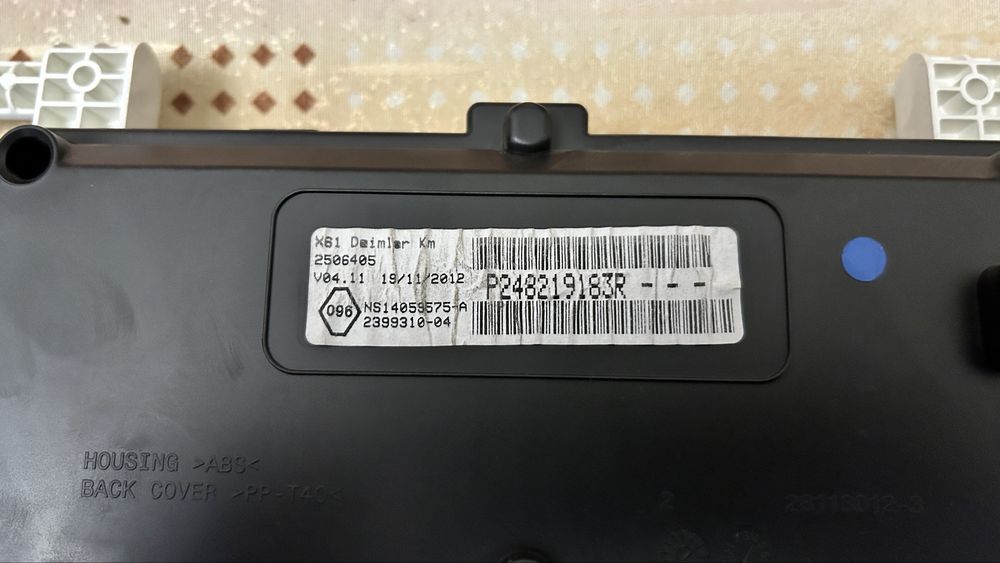 X61 Daimler Km
2506405
V04.11 19/11/2012
P248219183R - - -
096
NS14059575-A
2399310-04
HOUSING >ABS<
BACK COVER >PP-T40<
2